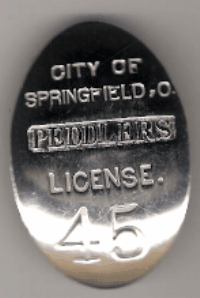 CITY OF
SPRINGFIELD, O.
PEDDLERS
LICENSE.
45